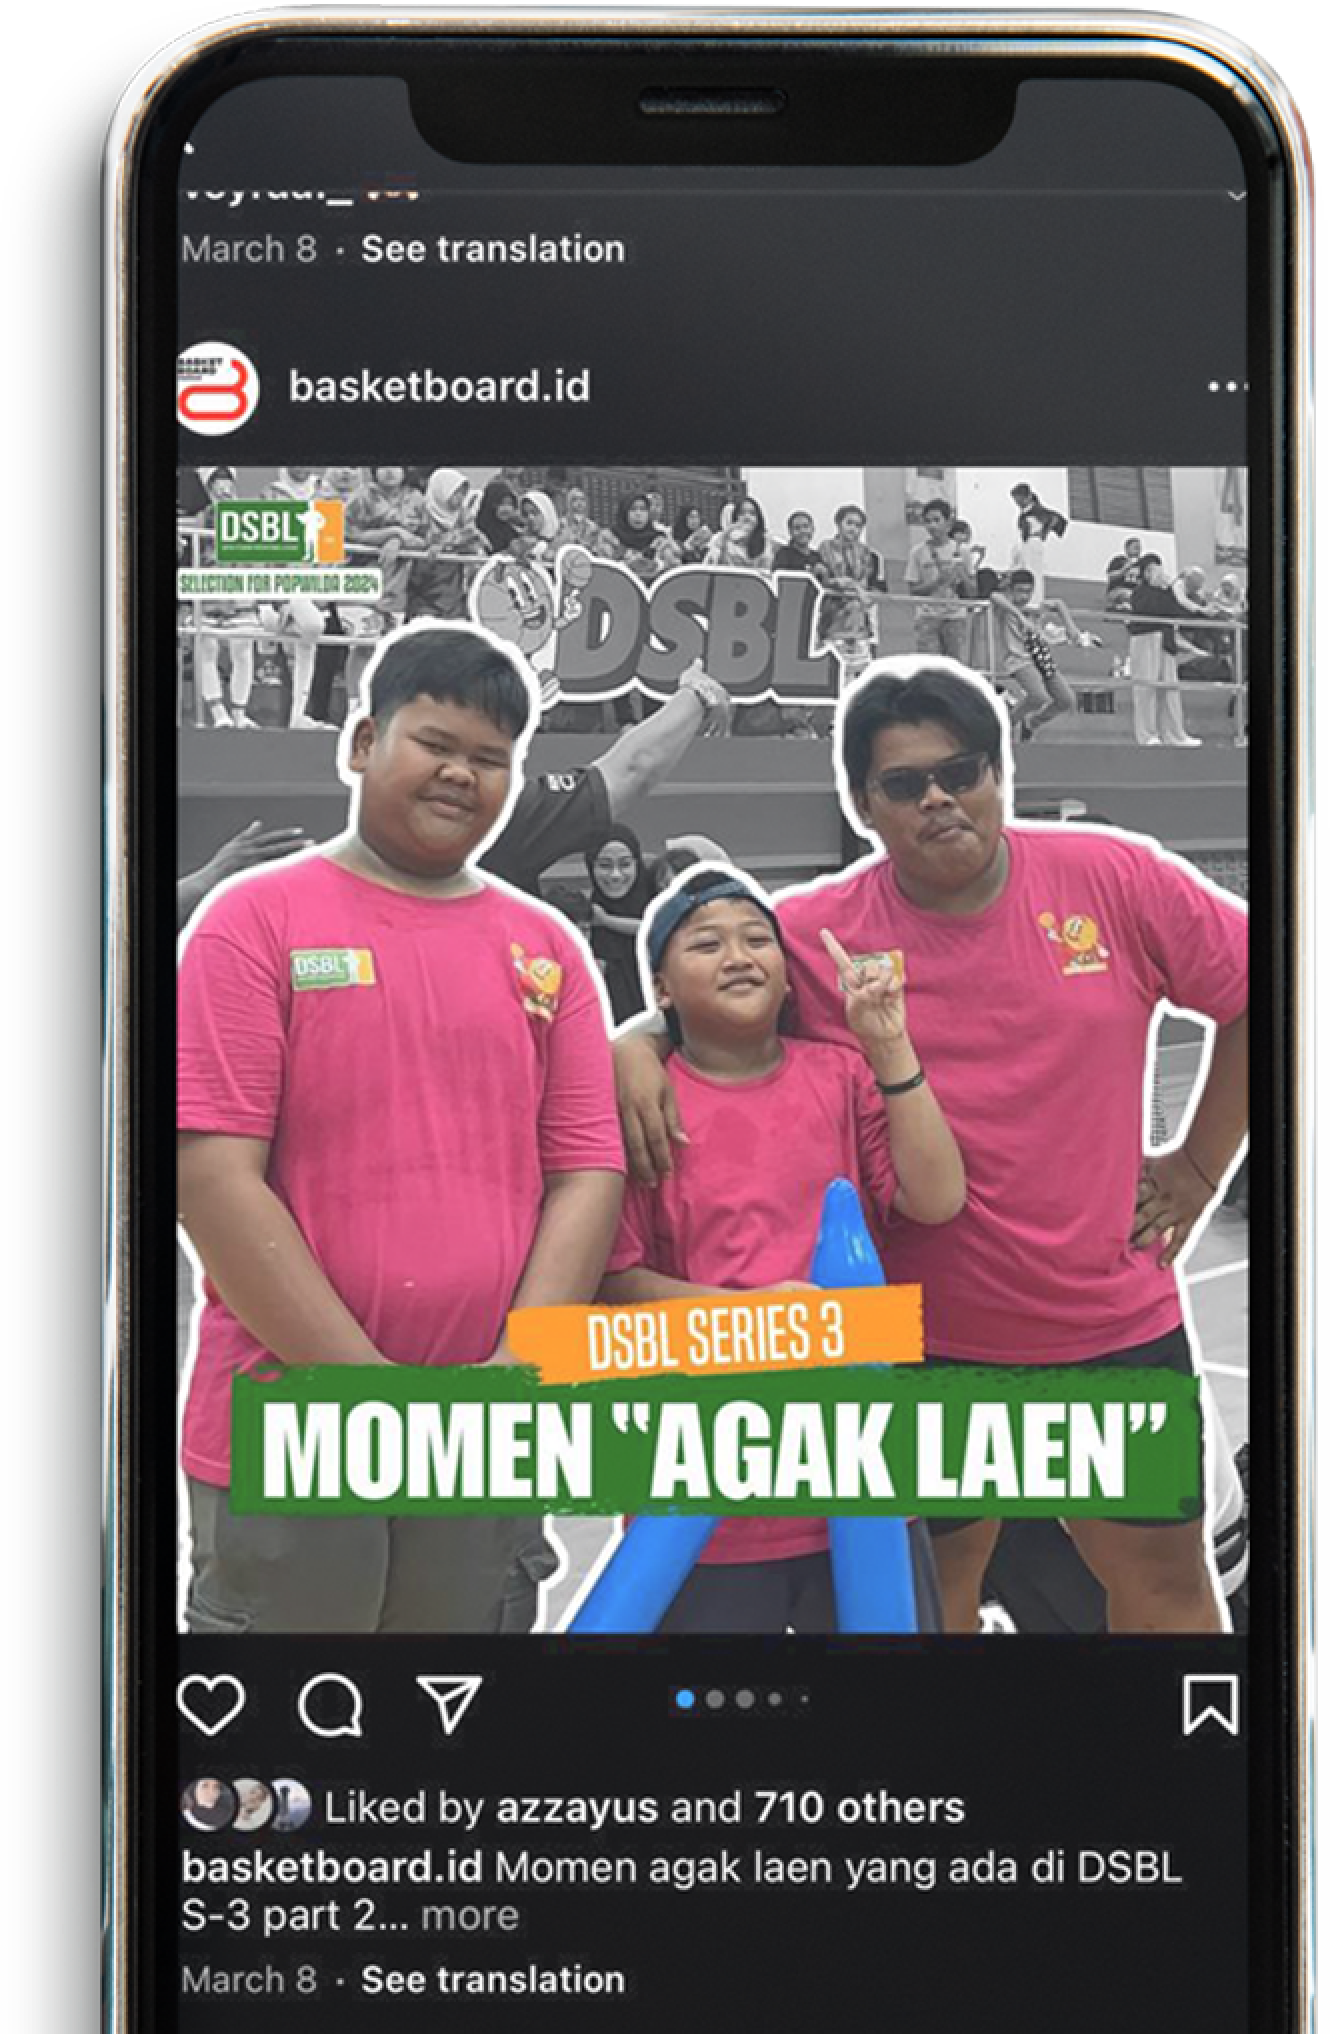 March 8 · See translation
BASKET
BOARD
basketboard.id
DSBL
SELECTION FOR POPWILDA 2024
DSBL
DSBL
DSBL SERIES 3
MOMEN “AGAK LAEN”
Liked by azzayus and 710 others
basketboard.id Momen agak laen yang ada di DSBL
S-3 part 2... more
March 8 · See translation